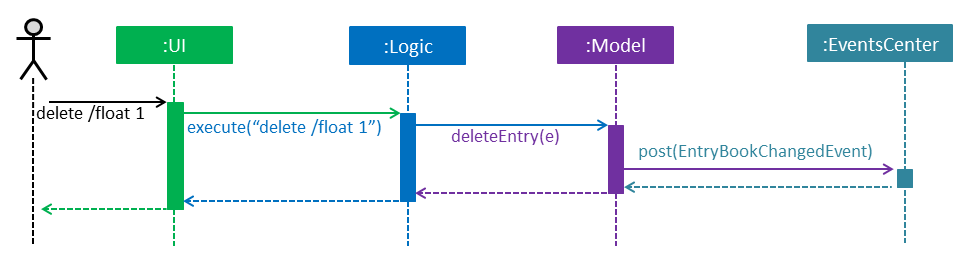 :UI
:Logic
:Model
:EventsCenter
delete /float 1
execute(“delete /float 1”)
deleteEntry(e)
post(EntryBookChangedEvent)